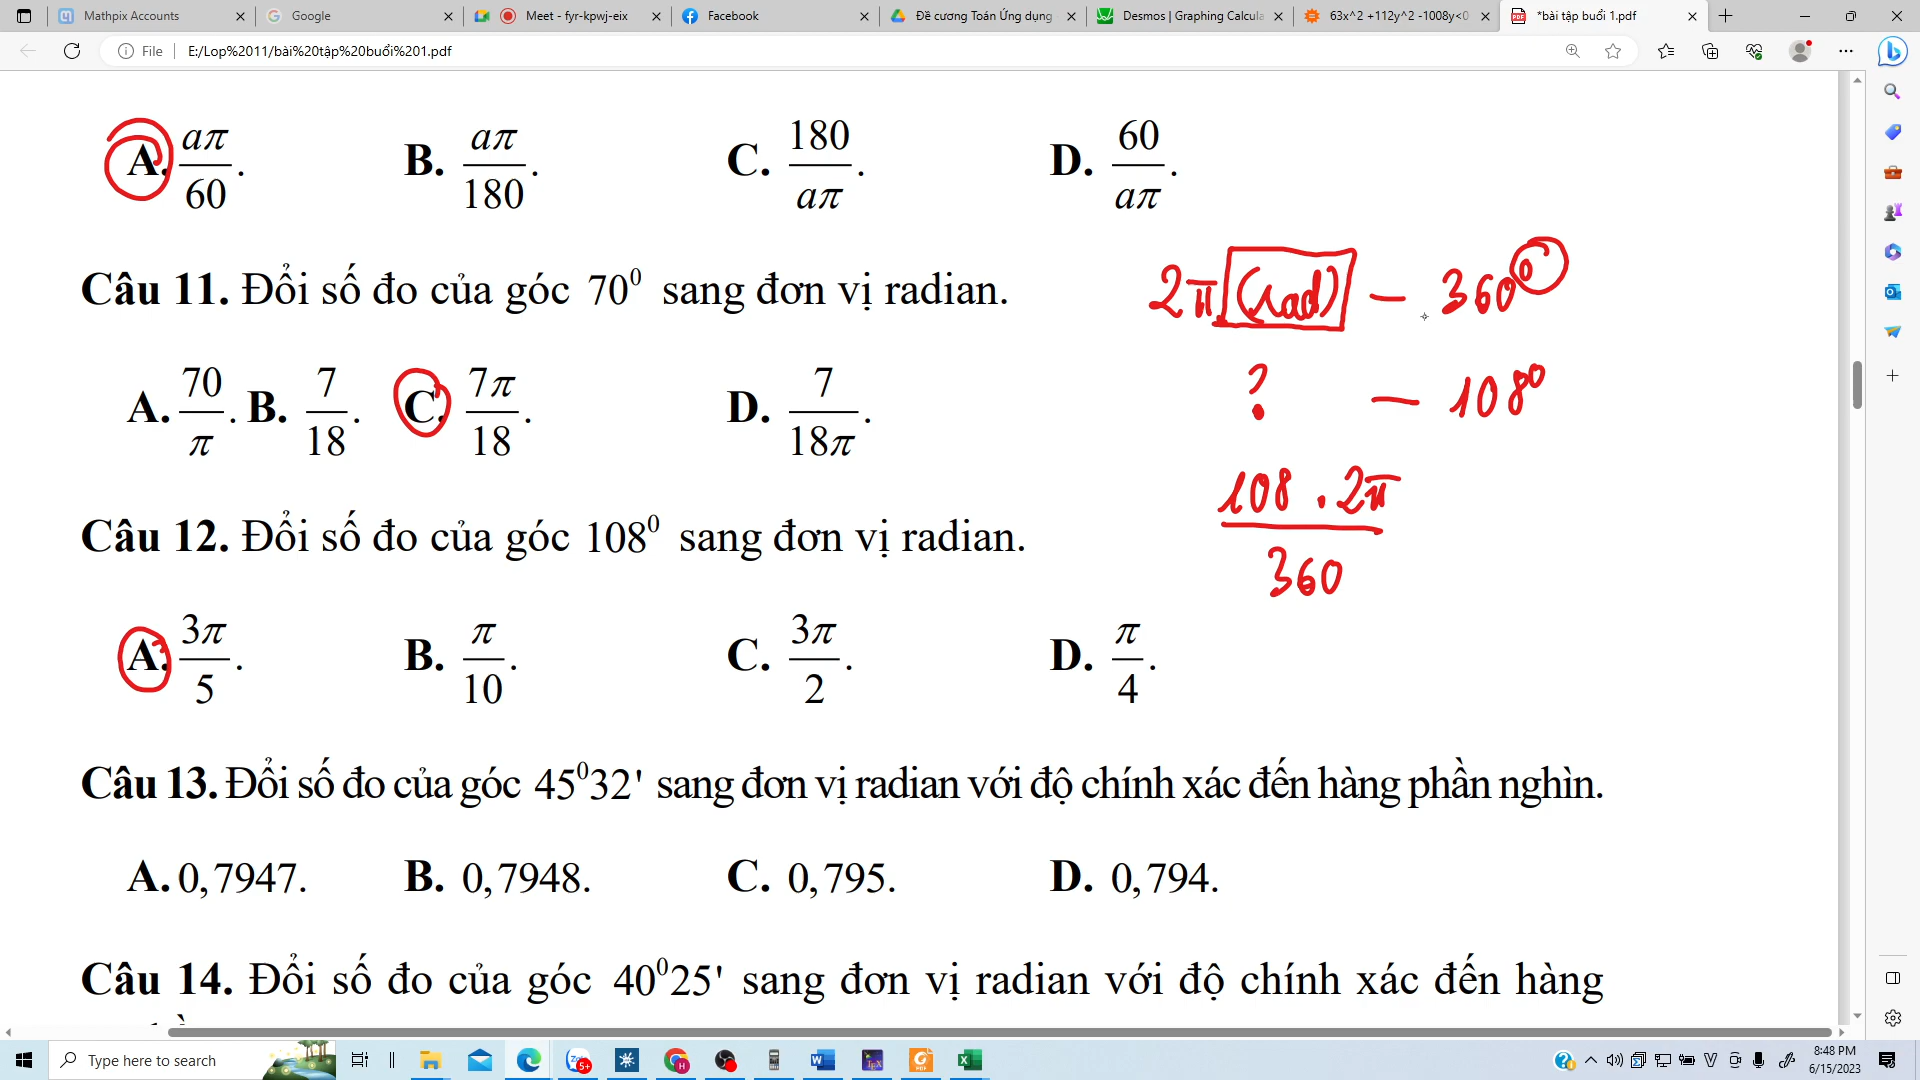 Mathpix Accounts
Google
Meet - fyr-kpwj-eix
Facebook
Đề cương Toán Ứng dụng
Desmos | Graphing Calcula
63x^2 +112y^2 -1008y<0
*bài tập buổi 1.pdf
File
E:/Lop%2011/bài%20tập%20buổi%201.pdf
A. aπ/60. B. aπ/180. C. 180/aπ. D. 60/aπ.
Câu 11. Đổi số đo của góc 70⁰ sang đơn vị radian.
2π (rad) — 360⁰
A. 70/π. B. 7/18. C. 7π/18. D. 7/18π.
? — 108⁰
108 . 2π
360
Câu 12. Đổi số đo của góc 108⁰ sang đơn vị radian.
A. 3π/5. B. π/10. C. 3π/2. D. π/4.
Câu 13. Đổi số đo của góc 45⁰32' sang đơn vị radian với độ chính xác đến hàng phần nghìn.
A. 0,7947. B. 0,7948. C. 0,795. D. 0,794.
Câu 14. Đổi số đo của góc 40⁰25' sang đơn vị radian với độ chính xác đến hàng
Type here to search
8:48 PM
6/15/2023